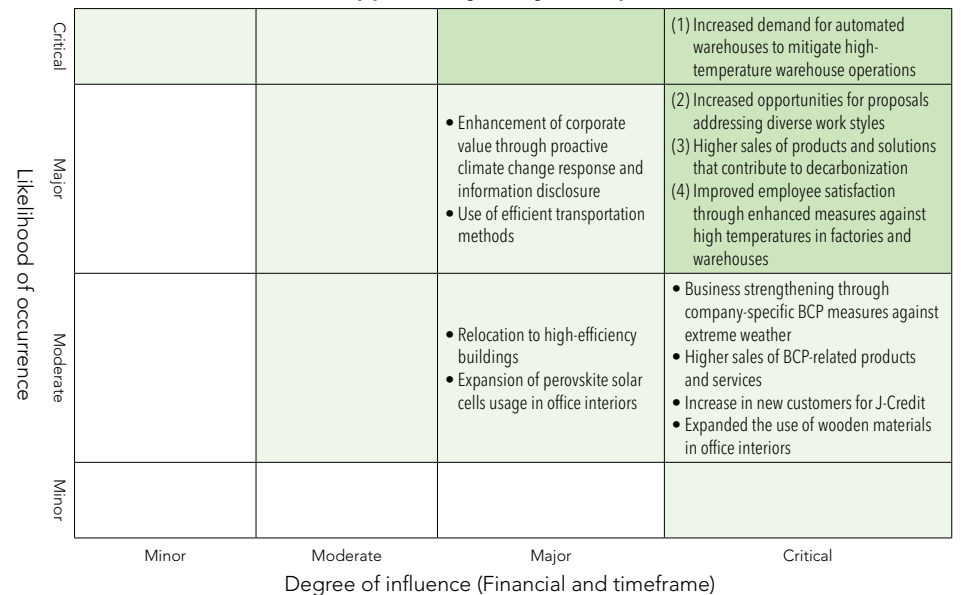 Likelihood of occurrence
Critical
(1) Increased demand for automated
warehouses to mitigate high-
temperature warehouse operations
Major
• Enhancement of corporate
value through proactive
climate change response and
information disclosure
• Use of efficient transportation
methods
(2) Increased opportunities for proposals
addressing diverse work styles
(3) Higher sales of products and solutions
that contribute to decarbonization
(4) Improved employee satisfaction
through enhanced measures against
high temperatures in factories and
warehouses
Moderate
• Relocation to high-efficiency
buildings
• Expansion of perovskite solar
cells usage in office interiors
• Business strengthening through
company-specific BCP measures against
extreme weather
• Higher sales of BCP-related products
and services
• Increase in new customers for J-Credit
• Expanded the use of wooden materials
in office interiors
Minor
Minor
Moderate
Major
Critical
Degree of influence (Financial and timeframe)